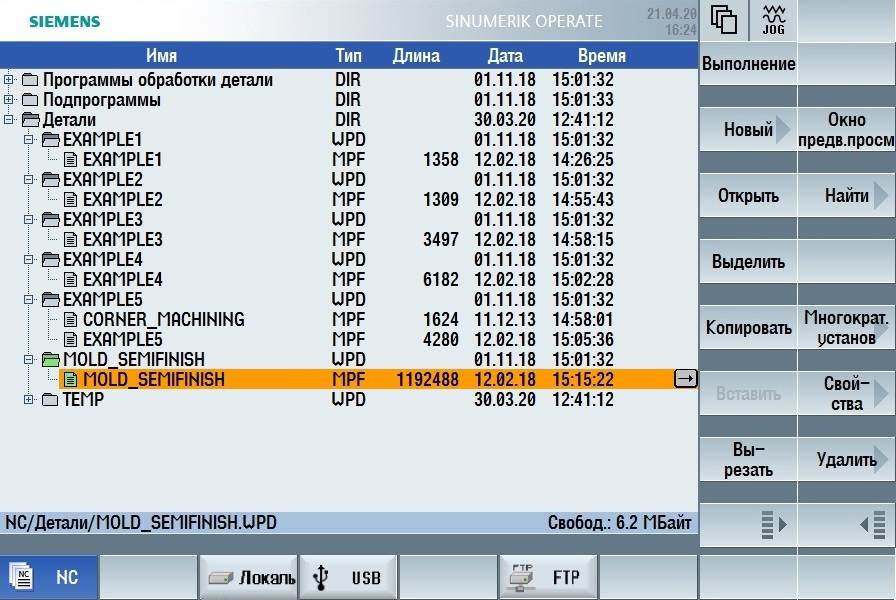 SIEMENS SINUMERIK OPERATE 21.04.20
16:24
JOG
Имя Тип Длина Дата Время
Программы обработки детали DIR 01.11.18 15:01:32
Подпрограммы DIR 01.11.18 15:01:33
Детали DIR 30.03.20 12:41:12
EXAMPLE1 WPD 01.11.18 15:01:32
EXAMPLE1 MPF 1358 12.02.18 14:26:25
EXAMPLE2 WPD 01.11.18 15:01:32
EXAMPLE2 MPF 1309 12.02.18 14:55:43
EXAMPLE3 WPD 01.11.18 15:01:32
EXAMPLE3 MPF 3497 12.02.18 14:58:15
EXAMPLE4 WPD 01.11.18 15:01:32
EXAMPLE4 MPF 6182 12.02.18 15:02:28
EXAMPLE5 WPD 01.11.18 15:01:32
CORNER_MACHINING MPF 1624 11.12.13 14:58:01
EXAMPLE5 MPF 4280 12.02.18 15:05:36
MOLD_SEMIFINISH WPD 01.11.18 15:01:32
MOLD_SEMIFINISH MPF 1192488 12.02.18 15:15:22
TEMP WPD 30.03.20 12:41:12
NC/Детали/MOLD_SEMIFINISH.WPD Свобод.: 6.2 МБайт
Выполнение
Новый
Окно
предв.просм
Открыть
Найти
Выделить
Копировать
Многократ.
установ
Вставить
Свой-
ства
Вы-
резать
Удалить
NC
NC
Локаль
USB
FTP
FTP